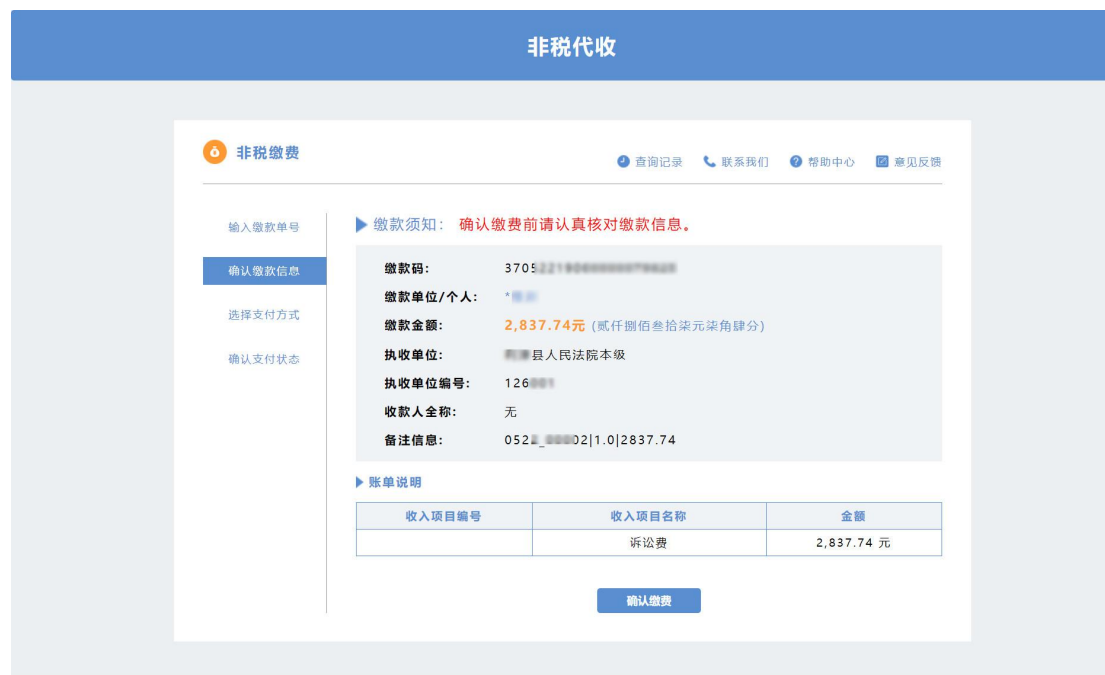 非税代收
非税缴费
查询记录 联系我们 帮助中心 意见反馈
输入缴款单号
确认缴款信息
选择支付方式
确认支付状态
缴款须知： 确认缴费前请认真核对缴款信息。
缴款码： 370
缴款单位/个人： *
缴款金额： 2,837.74元 (贰仟捌佰叁拾柒元柒角肆分)
执收单位： 县人民法院本级
执收单位编号： 126
收款人全称： 无
备注信息： 052 02|1.0|2837.74
账单说明
收入项目编号 收入项目名称 金额
诉讼费 2,837.74 元
确认缴费